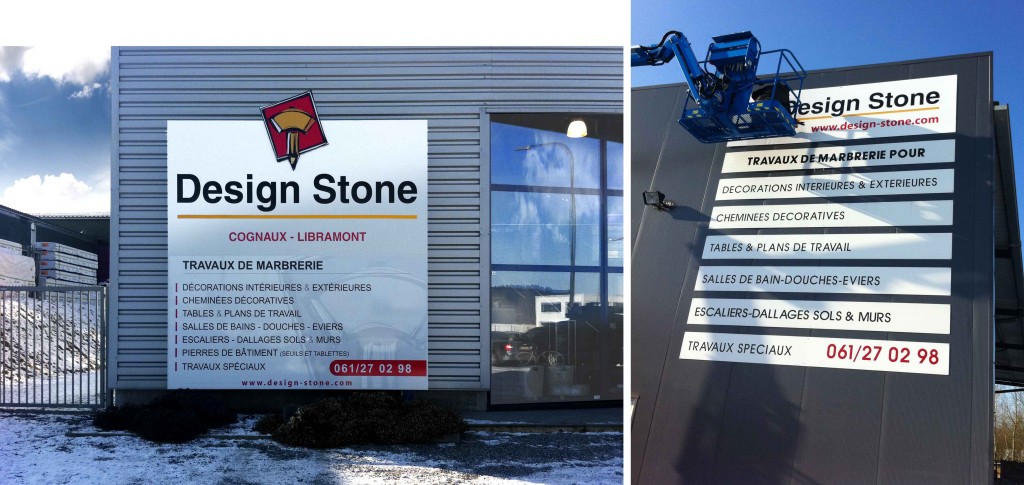 Design Stone
COGNAUX - LIBRAMONT
TRAVAUX DE MARBRERIE
DÉCORATIONS INTÉRIEURES & EXTÉRIEURES
CHEMINÉES DÉCORATIVES
TABLES & PLANS DE TRAVAIL
SALLES DE BAINS - DOUCHES - EVIERS
ESCALIERS - DALLAGES SOLS & MURS
PIERRES DE BÂTIMENT (SEUILS ET TABLETTES)
TRAVAUX SPÉCIAUX
061/27 02 98
www.design-stone.com
Design Stone
www.design-stone.com
TRAVAUX DE MARBRERIE POUR
DECORATIONS INTERIEURES & EXTERIEURES
CHEMINEES DECORATIVES
TABLES & PLANS DE TRAVAIL
SALLES DE BAIN-DOUCHES-EVIERS
ESCALIERS-DALLAGES SOLS & MURS
TRAVAUX SPECIAUX 061/27 02 98